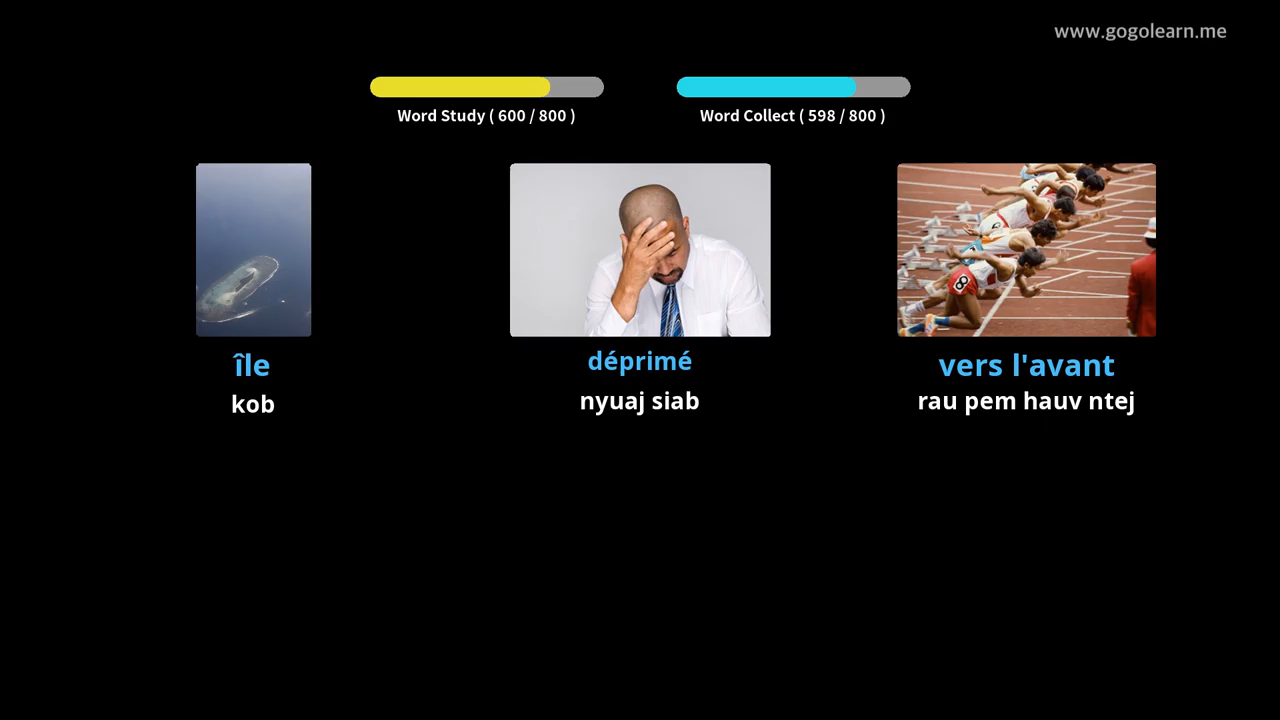 www.gogolearn.me
Word Study ( 600 / 800 )
Word Collect ( 598 / 800 )
île
kob
déprimé
nyuaj siab
vers l'avant
rau pem hauv ntej
8